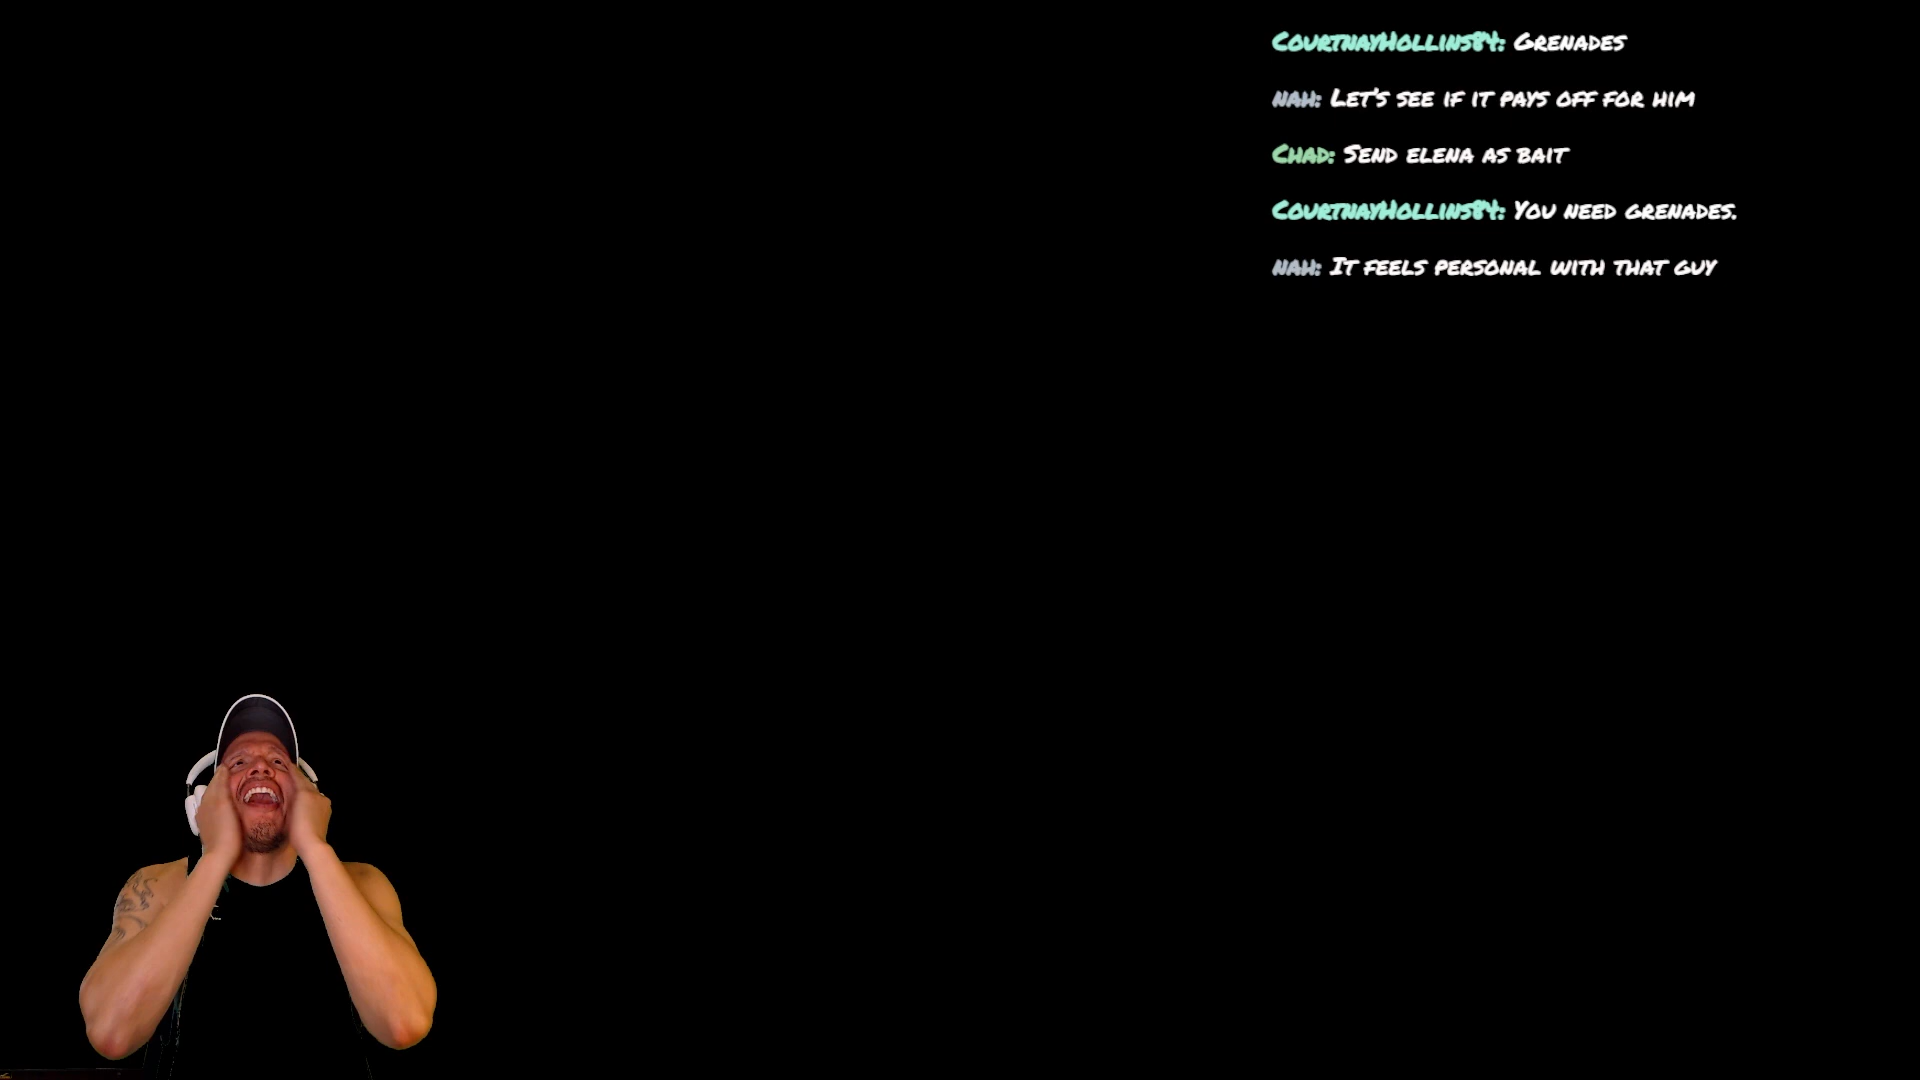 CourtnayHollins84: Grenades
nah: Let's see if it pays off for him
Chad: Send elena as bait
CourtnayHollins84: You need grenades.
nah: It feels personal with that guy